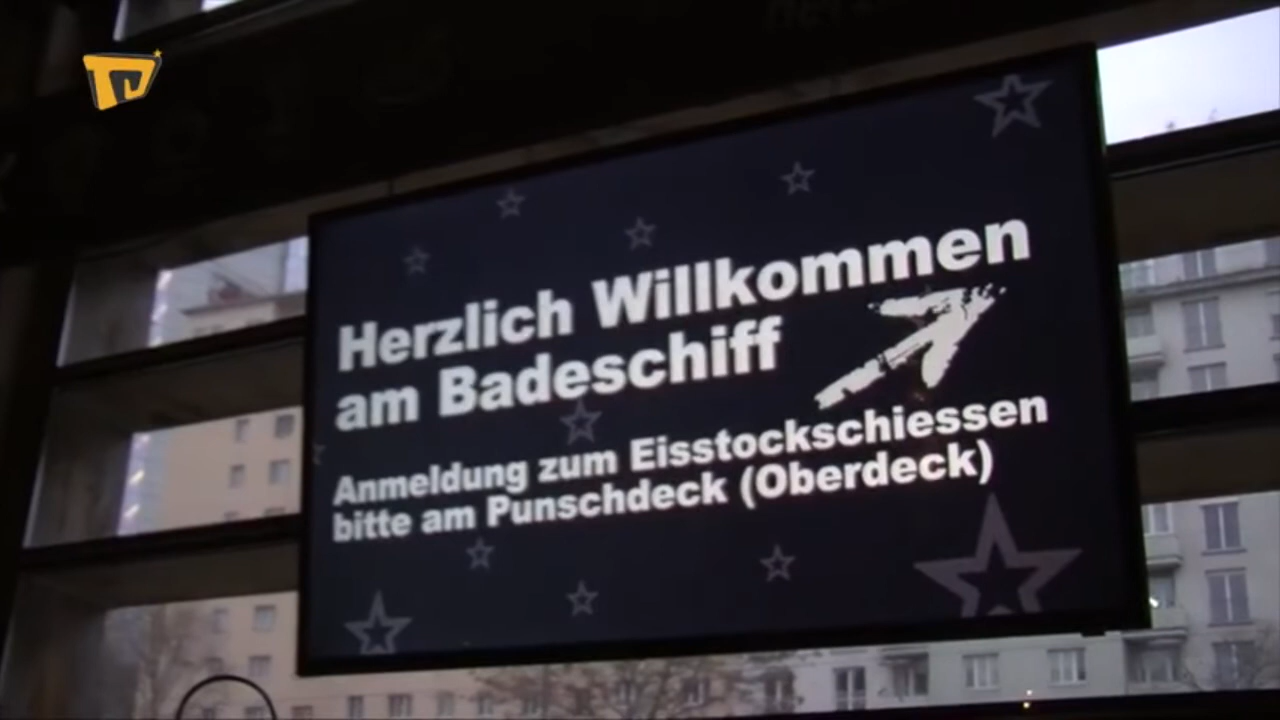 Herzlich Willkommen
am Badeschiff
Anmeldung zum Eisstockschiessen
bitte am Punschdeck (Oberdeck)